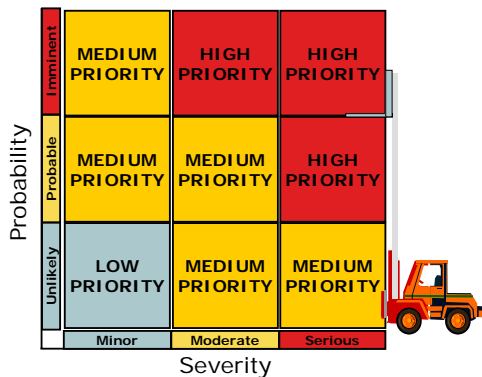 Probability
Imminent
MEDIUM
PRIORITY
HIGH
PRIORITY
HIGH
PRIORITY
Probable
MEDIUM
PRIORITY
MEDIUM
PRIORITY
HIGH
PRIORITY
Unlikely
LOW
PRIORITY
MEDIUM
PRIORITY
MEDIUM
PRIORITY
Minor
Moderate
Serious
Severity